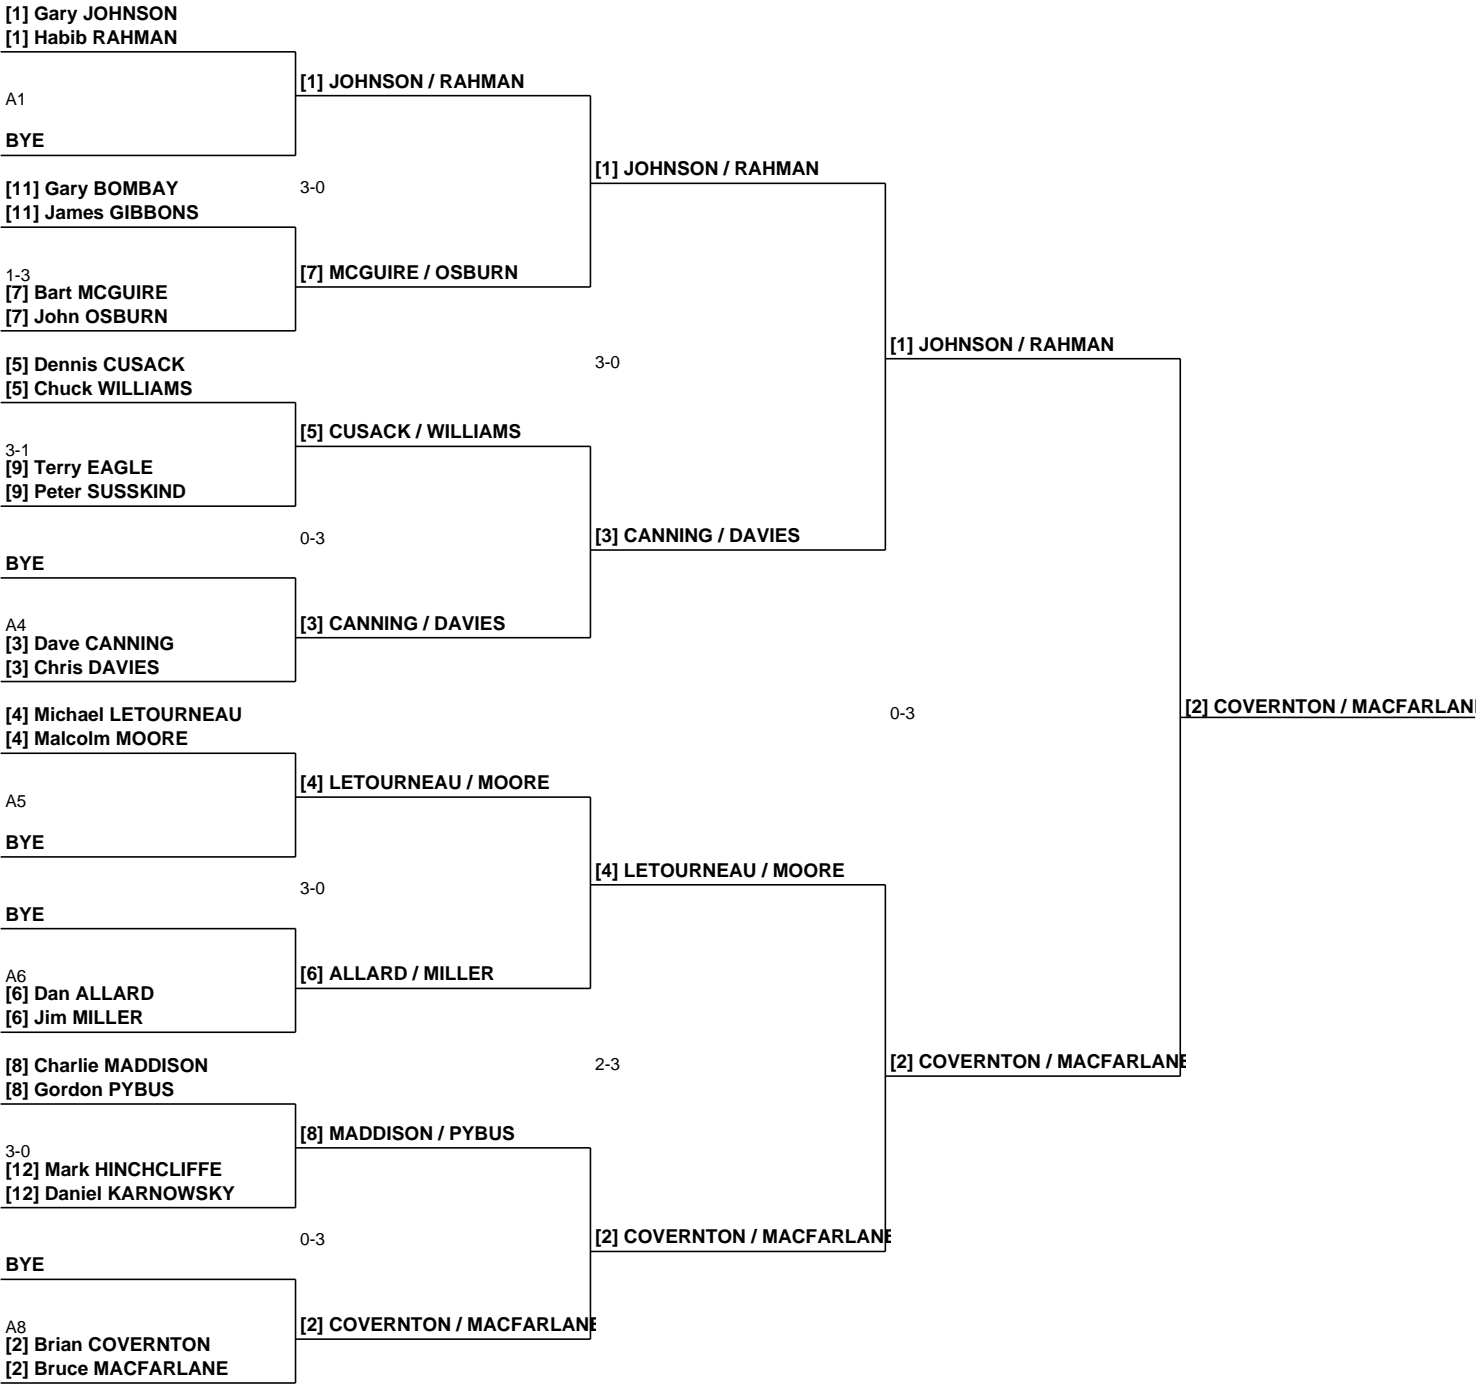 [1] Gary JOHNSON
[1] Habib RAHMAN
[1] JOHNSON / RAHMAN
A1
BYE
[1] JOHNSON / RAHMAN
[11] Gary BOMBAY
3-0
[11] James GIBBONS
1-3
[7] MCGUIRE / OSBURN
[7] Bart MCGUIRE
[7] John OSBURN
[1] JOHNSON / RAHMAN
[5] Dennis CUSACK
3-0
[5] Chuck WILLIAMS
[5] CUSACK / WILLIAMS
3-1
[9] Terry EAGLE
[9] Peter SUSSKIND
0-3
[3] CANNING / DAVIES
BYE
A4
[3] CANNING / DAVIES
[3] Dave CANNING
[3] Chris DAVIES
[4] Michael LETOURNEAU
0-3
[2] COVERNTON / MACFARLANE
[4] Malcolm MOORE
[4] LETOURNEAU / MOORE
A5
BYE
[4] LETOURNEAU / MOORE
3-0
BYE
A6
[6] ALLARD / MILLER
[6] Dan ALLARD
[6] Jim MILLER
[8] Charlie MADDISON
2-3
[2] COVERNTON / MACFARLANE
[8] Gordon PYBUS
[8] MADDISON / PYBUS
3-0
[12] Mark HINCHCLIFFE
[12] Daniel KARNOWSKY
0-3
[2] COVERNTON / MACFARLANE
BYE
A8
[2] COVERNTON / MACFARLANE
[2] Brian COVERNTON
[2] Bruce MACFARLANE